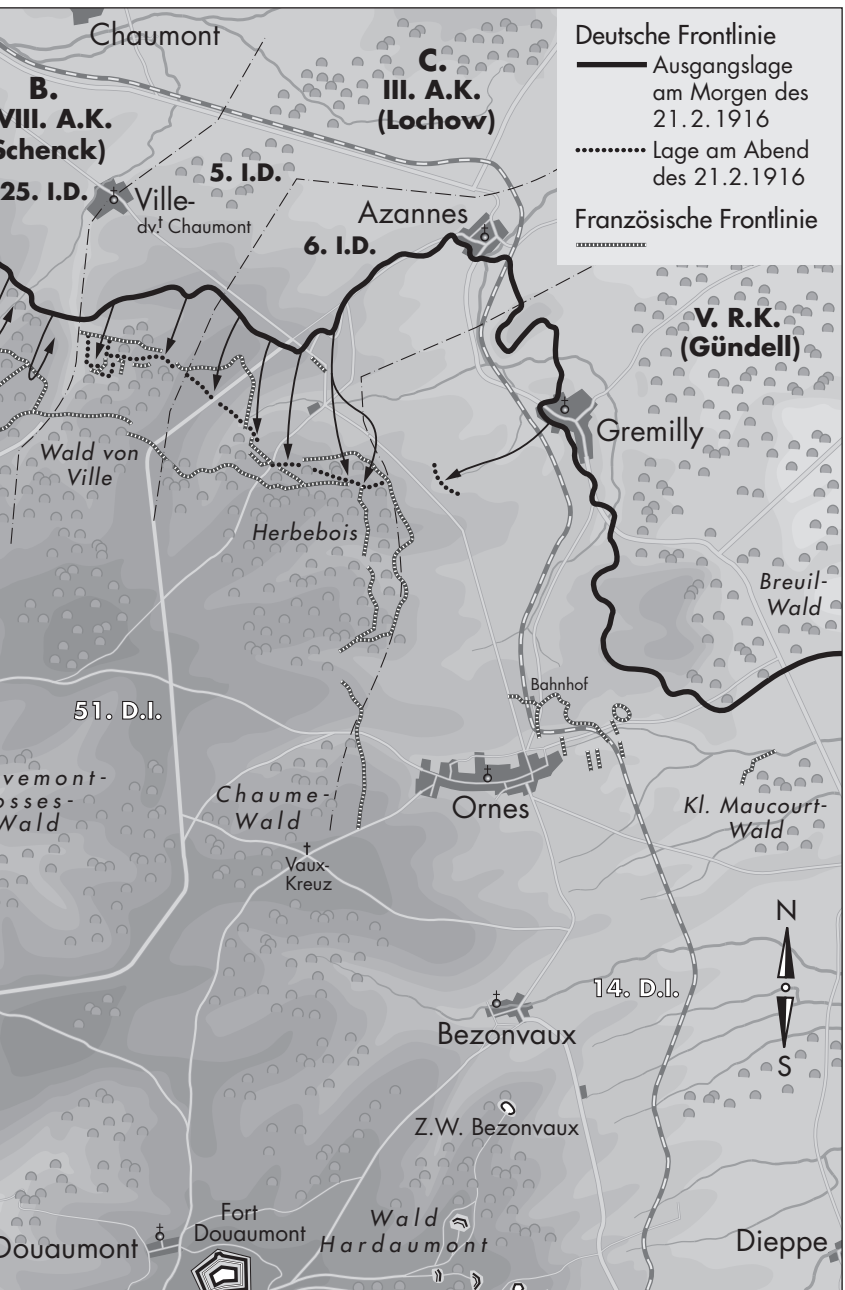 Chaumont
Deutsche Frontlinie
Ausgangslage
am Morgen des
21.2.1916
Lage am Abend
des 21.2.1916
Französische Frontlinie
B.
VIII. A.K.
Schenck)
25. I.D.
C.
III. A.K.
(Lochow)
5. I.D.
Ville-
dv.t Chaumont
Azannes
6. I.D.
V. R.K.
(Gündell)
Gremilly
Wald von
Ville
Herbebois
Breuil-
Wald
Bahnhof
51. D.I.
vemont-
osses-
Wald
Chaume-
Wald
Ornes
Kl. Maucourt-
Wald
Vaux-
Kreuz
N
S
14. D.I.
Bezonvaux
Z.W. Bezonvaux
Fort
Douaumont
Wald
Hardaumont
Douaumont
Dieppe